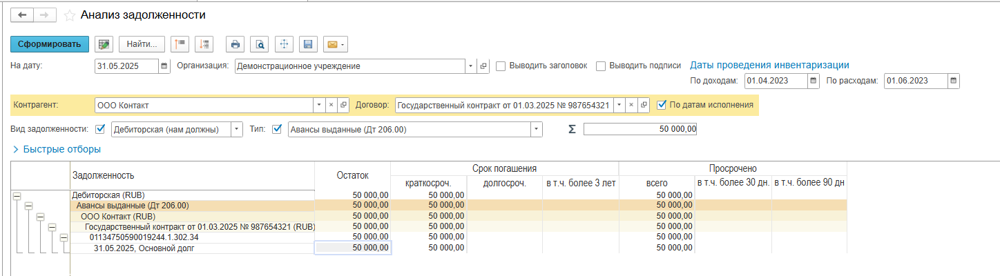 Анализ задолженности
Сформировать Найти...
На дату: 31.05.2025 Организация: Демонстрационное учреждение Выводить заголовок Выводить подписи Даты проведения инвентаризации
По доходам: 01.04.2023 По расходам: 01.06.2023
Контрагент: ООО Контакт Договор: Государственный контракт от 01.03.2025 № 987654321 По датам исполнения
Вид задолженности: Дебиторская (нам должны) Тип: Авансы выданные (Дт 206.00) Σ 50 000,00
Быстрые отборы
Задолженность Остаток Срок погашения Просрочено
краткосроч. долгосроч. в т.ч. более 3 лет всего в т.ч. более 30 дн. в т.ч. более 90 дн
Дебиторская (RUB) 50 000,00 50 000,00 50 000,00
Авансы выданные (Дт 206.00) 50 000,00 50 000,00 50 000,00
ООО Контакт (RUB) 50 000,00 50 000,00 50 000,00
Государственный контракт от 01.03.2025 № 987654321 (RUB) 50 000,00 50 000,00 50 000,00
01134750590019244.1.302.34 50 000,00 50 000,00 50 000,00
31.05.2025, Основной долг 50 000,00 50 000,00 50 000,00